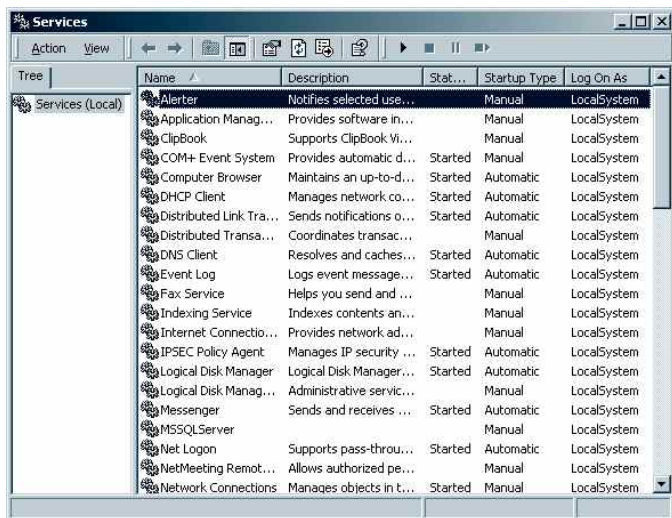 Services
Action View
Tree
Services (Local)
Name Description Stat... Startup Type Log On As
Alerter Notifies selected use... Manual LocalSystem
Application Manag... Provides software in... Manual LocalSystem
ClipBook Supports ClipBook Vi... Manual LocalSystem
COM+ Event System Provides automatic d... Started Manual LocalSystem
Computer Browser Maintains an up-to-d... Started Automatic LocalSystem
DHCP Client Manages network co... Started Automatic LocalSystem
Distributed Link Tra... Sends notifications o... Started Automatic LocalSystem
Distributed Transa... Coordinates transac... Manual LocalSystem
DNS Client Resolves and caches... Started Automatic LocalSystem
Event Log Logs event message... Started Automatic LocalSystem
Fax Service Helps you send and ... Manual LocalSystem
Indexing Service Indexes contents an... Manual LocalSystem
Internet Connectio... Provides network ad... Manual LocalSystem
IPSEC Policy Agent Manages IP security ... Started Automatic LocalSystem
Logical Disk Manager Logical Disk Manager... Started Automatic LocalSystem
Logical Disk Manag... Administrative servic... Manual LocalSystem
Messenger Sends and receives ... Started Automatic LocalSystem
MSSQLServer Manual LocalSystem
Net Logon Supports pass-throu... Started Automatic LocalSystem
NetMeeting Remot... Allows authorized pe... Manual LocalSystem
Network Connections Manages objects in t... Started Manual LocalSystem